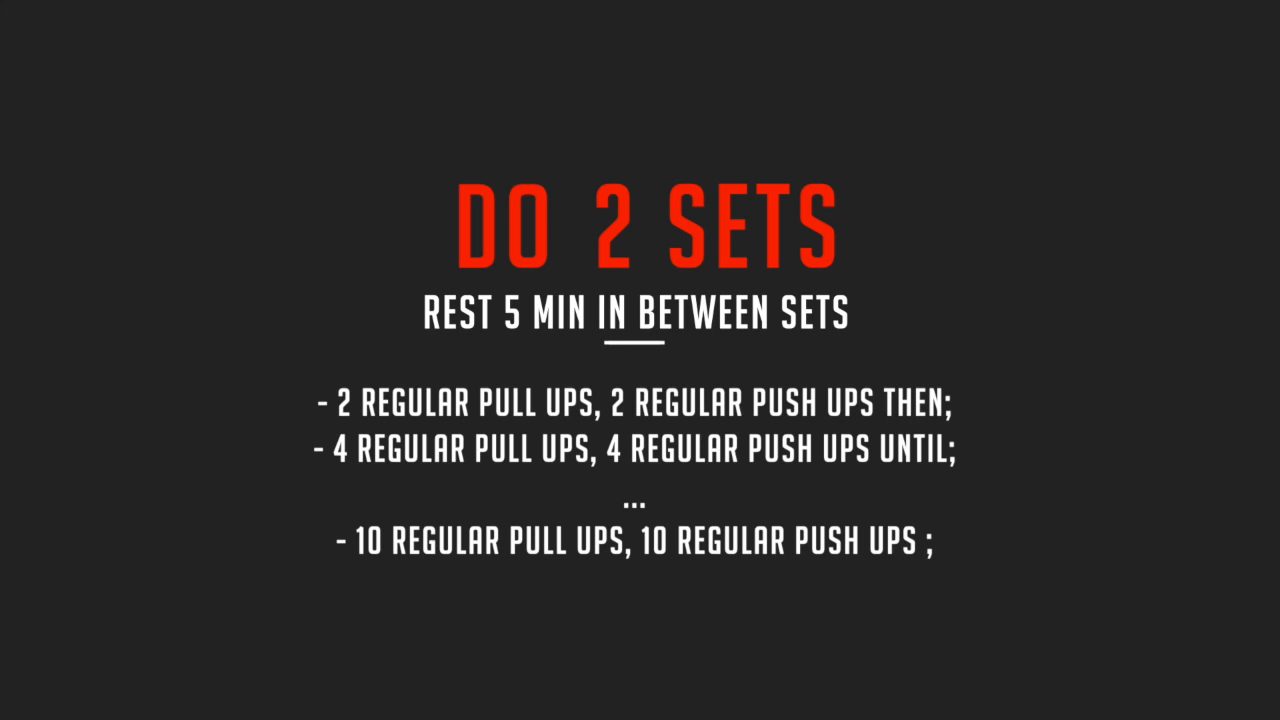 DO 2 SETS
REST 5 MIN IN BETWEEN SETS
- 2 REGULAR PULL UPS, 2 REGULAR PUSH UPS THEN;
- 4 REGULAR PULL UPS, 4 REGULAR PUSH UPS UNTIL;
...
- 10 REGULAR PULL UPS, 10 REGULAR PUSH UPS ;